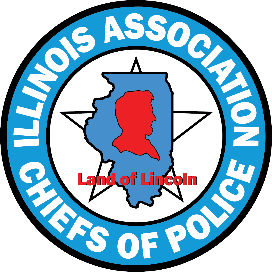 ILLINOIS ASSOCIATION
Land of Lincoln
CHIEFS OF POLICE